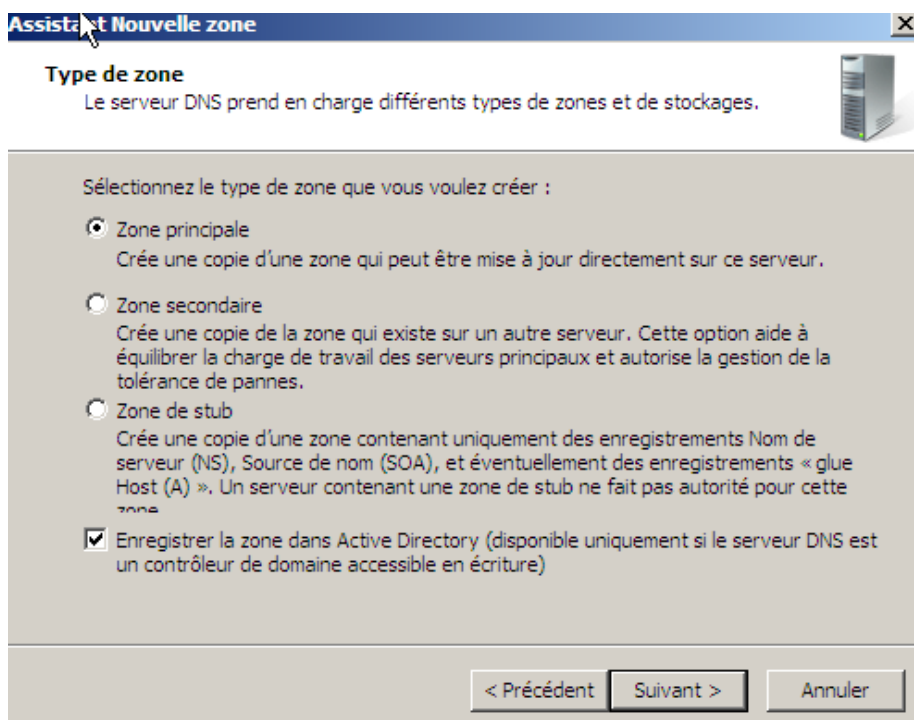 Assistant Nouvelle zone
Type de zone
Le serveur DNS prend en charge différents types de zones et de stockages.
Sélectionnez le type de zone que vous voulez créer :
Zone principale
Crée une copie d'une zone qui peut être mise à jour directement sur ce serveur.
Zone secondaire
Crée une copie de la zone qui existe sur un autre serveur. Cette option aide à
équilibrer la charge de travail des serveurs principaux et autorise la gestion de la
tolérance de pannes.
Zone de stub
Crée une copie d'une zone contenant uniquement des enregistrements Nom de
serveur (NS), Source de nom (SOA), et éventuellement des enregistrements « glue
Host (A) ». Un serveur contenant une zone de stub ne fait pas autorité pour cette
zone
Enregistrer la zone dans Active Directory (disponible uniquement si le serveur DNS est
un contrôleur de domaine accessible en écriture)
< Précédent Suivant > Annuler